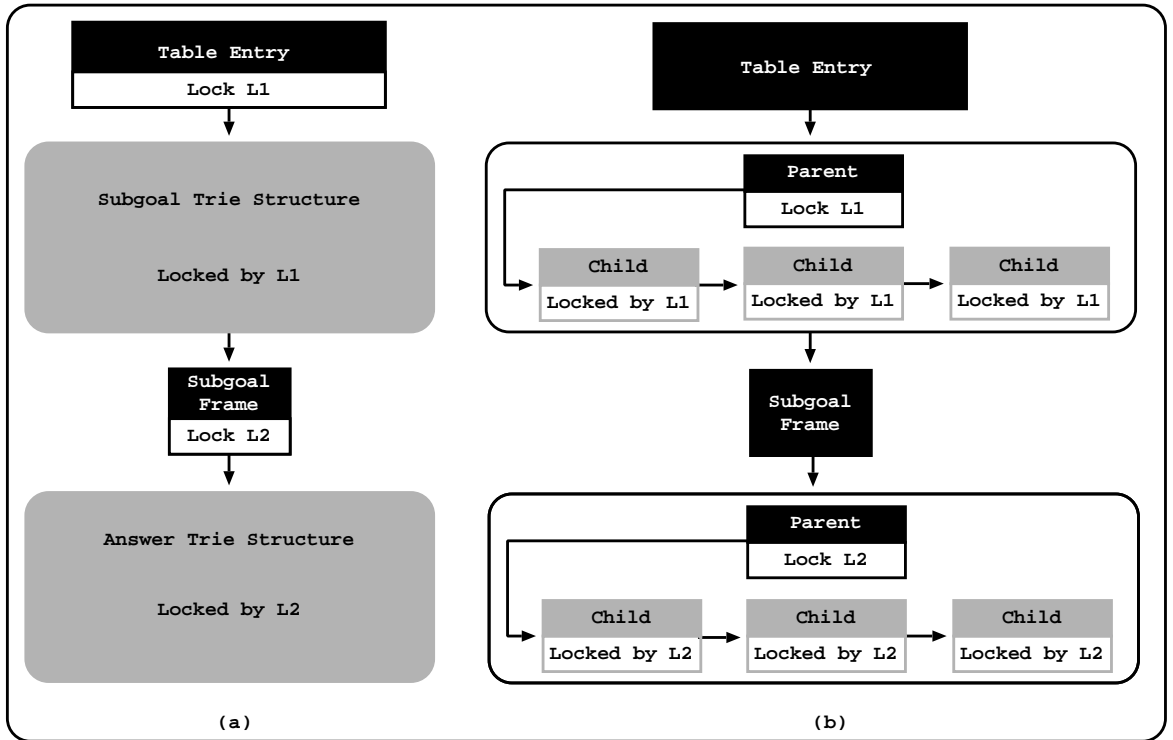 Table Entry
Lock L1
Subgoal Trie Structure
Locked by L1
Subgoal
Frame
Lock L2
Answer Trie Structure
Locked by L2
(a)
Table Entry
Parent
Lock L1
Child
Locked by L1
Child
Locked by L1
Child
Locked by L1
Subgoal
Frame
Parent
Lock L2
Child
Locked by L2
Child
Locked by L2
Child
Locked by L2
(b)